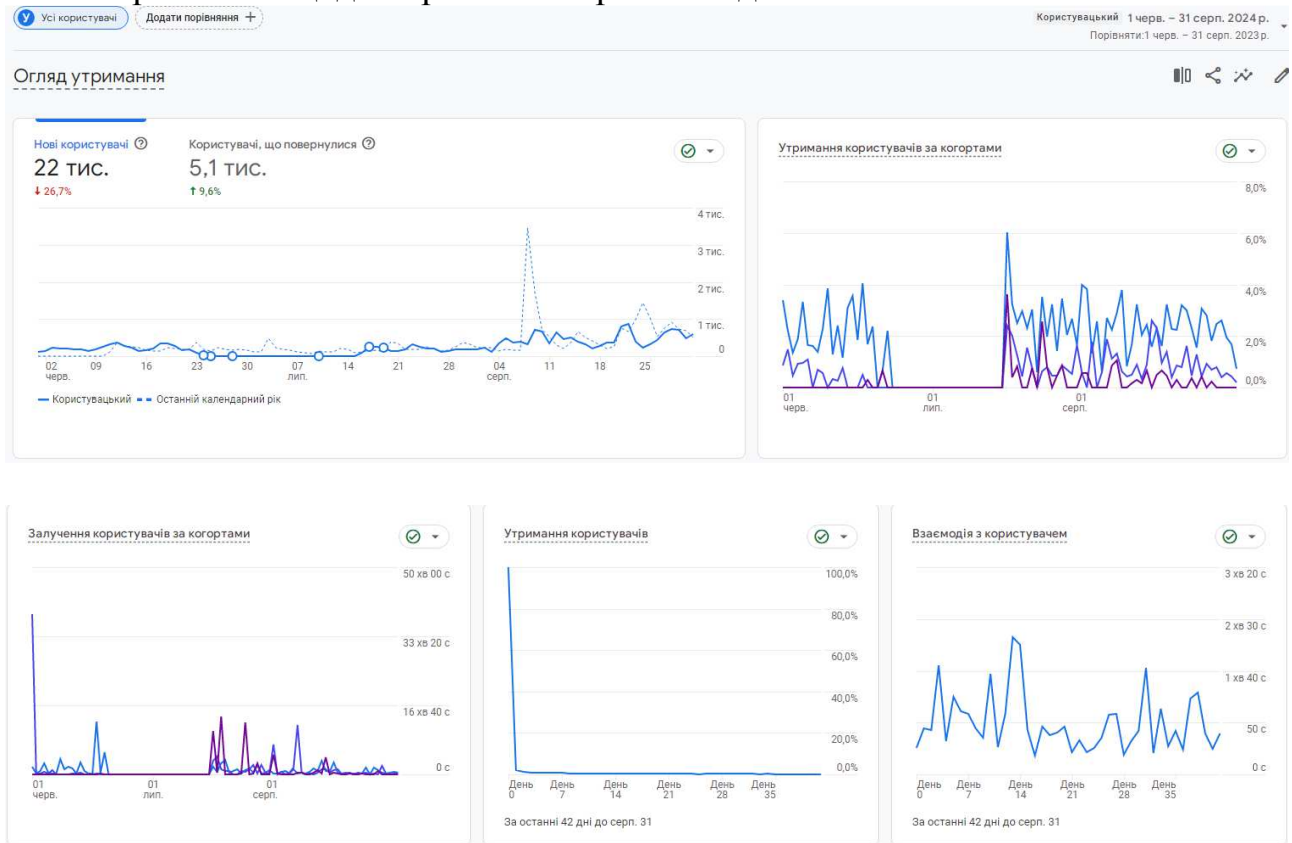 У Усі користувачі Додати порівняння +
Користувацький 1 черв. – 31 серп. 2024 р.
Порівняти:1 черв. – 31 серп. 2023 р.
Огляд утримання
Нові користувачі
22 тис.
↓ 26,7%
Користувачі, що повернулися
5,1 тис.
↑ 9,6%
4 тис.
3 тис.
2 тис.
1 тис.
0
02 09 16 23 30 07 14 21 28 04 11 18 25
черв. лип. серп.
Користувацький Останній календарний рік
Утримання користувачів за когортами
8,0%
6,0%
4,0%
2,0%
0,0%
01 01 01
черв. лип. серп.
Залучення користувачів за когортами
50 хв 00 с
33 хв 20 с
16 хв 40 с
0 с
01 01 01
черв. лип. серп.
Утримання користувачів
100,0%
80,0%
60,0%
40,0%
20,0%
0,0%
День День День День День День
0 7 14 21 28 35
За останні 42 дні до серп. 31
Взаємодія з користувачем
3 хв 20 с
2 хв 30 с
1 хв 40 с
50 с
0 с
День День День День День День
0 7 14 21 28 35
За останні 42 дні до серп. 31